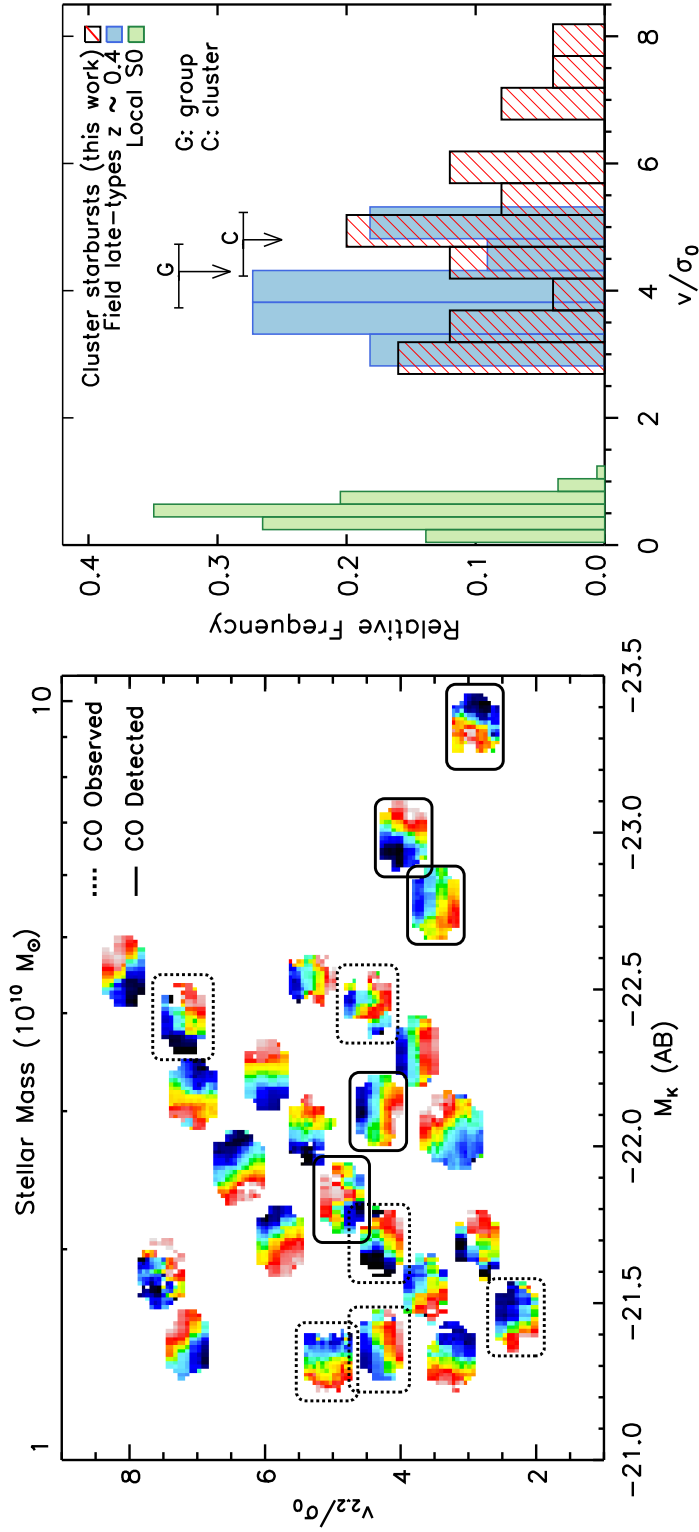 Stellar Mass (10¹⁰ M⊙)
1
10
CO Observed
CO Detected
v₂.₂/σ₀
8
6
4
2
−21.0
−21.5
−22.0
−22.5
−23.0
−23.5
M_K (AB)
Cluster starbursts (this work)
Field late−types z ~ 0.4
Local S0
G: group
C: cluster
G
C
Relative Frequency
0.4
0.3
0.2
0.1
0.0
0
2
4
6
8
v/σ₀